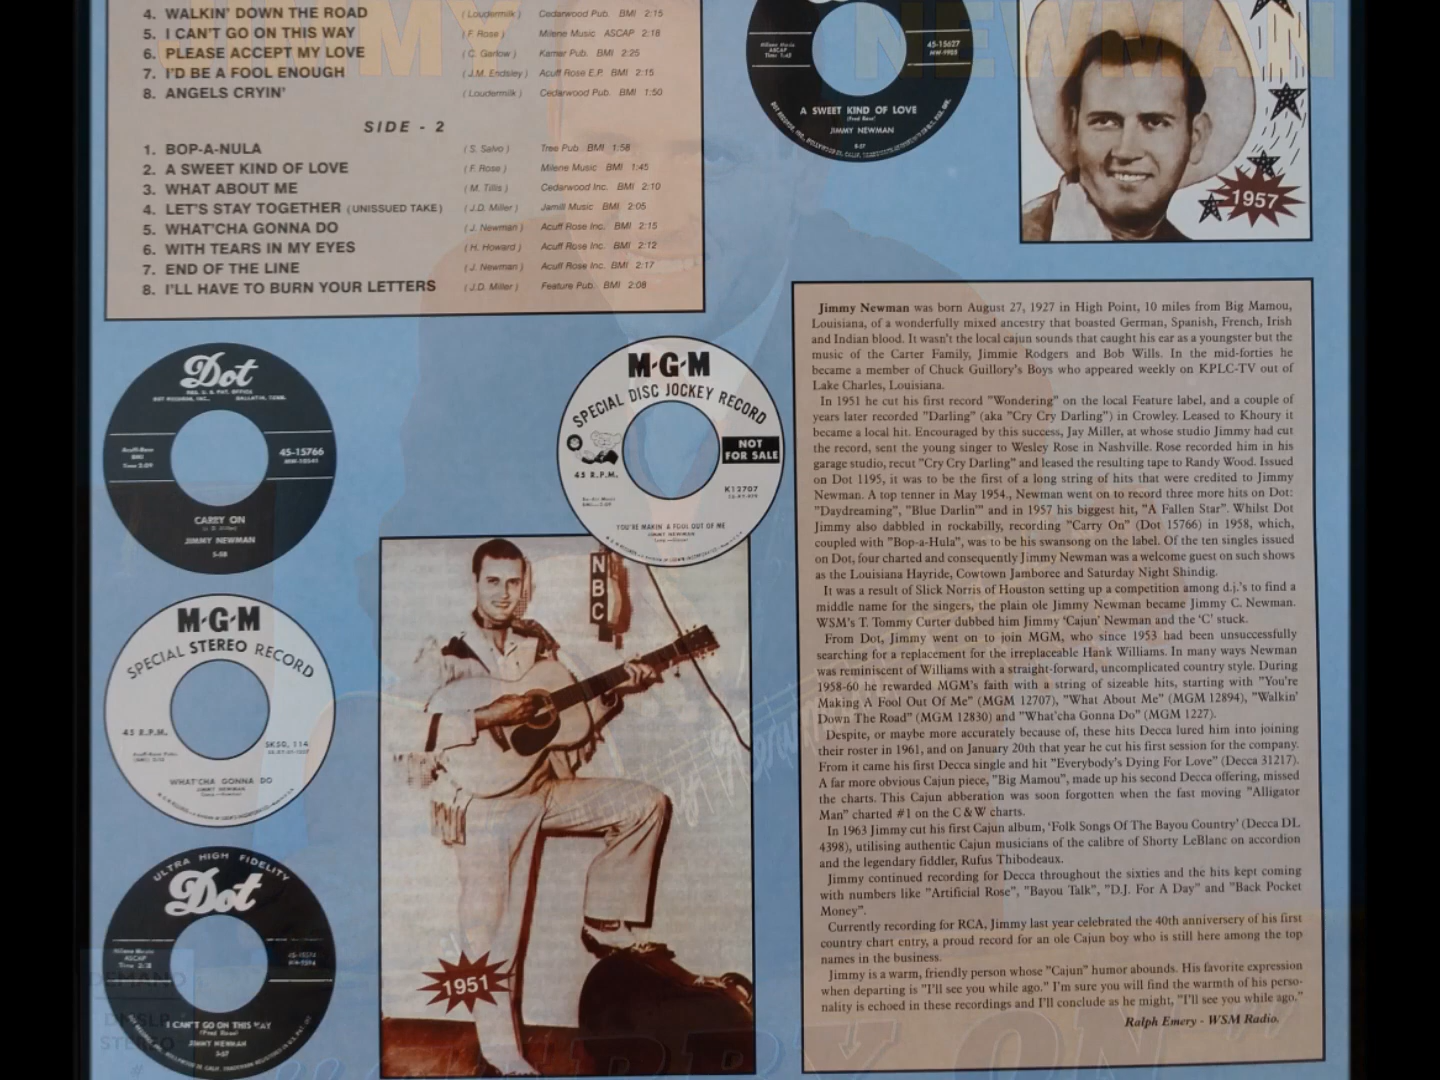 4. WALKIN' DOWN THE ROAD (Loudermilk) Cedarwood Pub. BMI 2:15
5. I CAN'T GO ON THIS WAY (F. Rose) Milene Music ASCAP 2:18
6. PLEASE ACCEPT MY LOVE (C. Garlow) Kamar Pub. BMI 2:25
7. I'D BE A FOOL ENOUGH (J.M. Endsley) Acuff Rose E.P. BMI 2:15
8. ANGELS CRYIN' (Loudermilk) Cedarwood Pub. BMI 1:50
SIDE - 2
1. BOP-A-NULA (S. Salvo) Tree Pub. BMI 1:58
2. A SWEET KIND OF LOVE (F. Rose) Milene Music BMI 1:45
3. WHAT ABOUT ME (M. Tillis) Cedarwood Inc. BMI 2:10
4. LET'S STAY TOGETHER (UNISSUED TAKE) (J.D. Miller) Jamill Music BMI 2:05
5. WHAT'CHA GONNA DO (J. Newman) Acuff Rose Inc. BMI 2:15
6. WITH TEARS IN MY EYES (H. Howard) Acuff Rose Inc. BMI 2:12
7. END OF THE LINE (J. Newman) Acuff Rose Inc. BMI 2:17
8. I'LL HAVE TO BURN YOUR LETTERS (J.D. Miller) Feature Pub. BMI 2:08
NEWMAN
45-15627
A SWEET KIND OF LOVE
(Fred Rose)
JIMMY NEWMAN
1957
Jimmy Newman was born August 27, 1927 in High Point, 10 miles from Big Mamou,
Louisiana, of a wonderfully mixed ancestry that boasted German, Spanish, French, Irish
and Indian blood. It wasn't the local cajun sounds that caught his ear as a youngster but the
music of the Carter Family, Jimmie Rodgers and Bob Wills. In the mid-forties he
became a member of Chuck Guillory's Boys who appeared weekly on KPLC-TV out of
Lake Charles, Louisiana.
In 1951 he cut his first record "Wondering" on the local Feature label, and a couple of
years later recorded "Darling" (aka "Cry Cry Darling") in Crowley. Leased to Khoury it
became a local hit. Encouraged by this success, Jay Miller, at whose studio Jimmy had cut
the record, sent the young singer to Wesley Rose in Nashville. Rose recorded him in his
garage studio, recut "Cry Cry Darling" and leased the resulting tape to Randy Wood. Issued
on Dot 1195, it was to be the first of a long string of hits that were credited to Jimmy
Newman. A top tenner in May 1954., Newman went on to record three more hits on Dot:
"Daydreaming", "Blue Darlin'" and in 1957 his biggest hit, "A Fallen Star". Whilst Dot
Jimmy also dabbled in rockabilly, recording "Carry On" (Dot 15766) in 1958, which,
coupled with "Bop-a-Hula", was to be his swansong on the label. Of the ten singles issued
on Dot, four charted and consequently Jimmy Newman was a welcome guest on such shows
as the Louisiana Hayride, Cowtown Jamboree and Saturday Night Shindig.
It was a result of Slick Norris of Houston setting up a competition among d.j.'s to find a
middle name for the singers, the plain ole Jimmy Newman became Jimmy C. Newman.
WSM's T. Tommy Curter dubbed him Jimmy 'Cajun' Newman and the 'C' stuck.
From Dot, Jimmy went on to join MGM, who since 1953 had been unsuccessfully
searching for a replacement for the irreplaceable Hank Williams. In many ways Newman
was reminiscent of Williams with a straight-forward, uncomplicated country style. During
1958-60 he rewarded MGM's faith with a string of sizeable hits, starting with "You're
Making A Fool Out Of Me" (MGM 12707), "What About Me" (MGM 12894), "Walkin'
Down The Road" (MGM 12830) and "What'cha Gonna Do" (MGM 1227).
Despite, or maybe more accurately because of, these hits Decca lured him into joining
their roster in 1961, and on January 20th that year he cut his first session for the company.
From it came his first Decca single and hit "Everybody's Dying For Love" (Decca 31217).
A far more obvious Cajun piece, "Big Mamou", made up his second Decca offering, missed
the charts. This Cajun abberation was soon forgotten when the fast moving "Alligator
Man" charted #1 on the C & W charts.
In 1963 Jimmy cut his first Cajun album, 'Folk Songs Of The Bayou Country' (Decca DL
4398), utilising authentic Cajun musicians of the calibre of Shorty LeBlanc on accordion
and the legendary fiddler, Rufus Thibodeaux.
Jimmy continued recording for Decca throughout the sixties and the hits kept coming
with numbers like "Artificial Rose", "Bayou Talk", "D.J. For A Day" and "Back Pocket
Money".
Currently recording for RCA, Jimmy last year celebrated the 40th anniversery of his first
country chart entry, a proud record for an ole Cajun boy who is still here among the top
names in the business.
Jimmy is a warm, friendly person whose "Cajun" humor abounds. His favorite expression
when departing is "I'll see you while ago." I'm sure you will find the warmth of his perso-
nality is echoed in these recordings and I'll conclude as he might, "I'll see you while ago."
Ralph Emery - WSM Radio.
Dot
45-15766
CARRY ON
JIMMY NEWMAN
5-58
M-G-M
SPECIAL DISC JOCKEY RECORD
NOT
FOR SALE
45 R.P.M.
K12707
YOU'RE MAKIN' A FOOL OUT OF ME
JIMMY NEWMAN
M-G-M
SPECIAL STEREO RECORD
45 R.P.M.
SK50, 114
WHAT'CHA GONNA DO
JIMMY NEWMAN
NBC
1951
ULTRA HIGH FIDELITY
Dot
I CAN'T GO ON THIS WAY
(Fred Rose)
JIMMY NEWMAN
3-57
DEMAND
STEREO